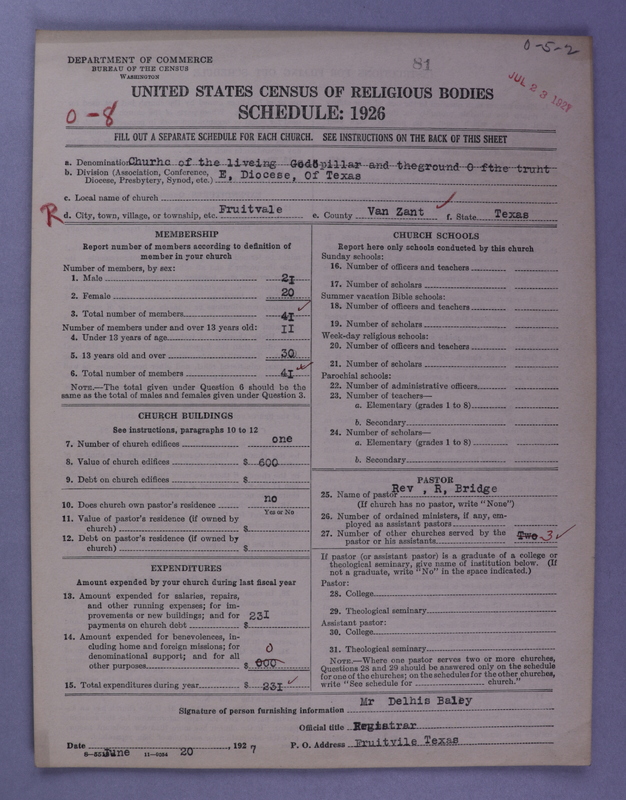 0-5-2
DEPARTMENT OF COMMERCE
BUREAU OF THE CENSUS
WASHINGTON
81
JUL 23 1927
UNITED STATES CENSUS OF RELIGIOUS BODIES
SCHEDULE: 1926
0-8
FILL OUT A SEPARATE SCHEDULE FOR EACH CHURCH. SEE INSTRUCTIONS ON THE BACK OF THIS SHEET
a. Denomination Churhc of the liveing God pillar and theground O fthe truht
b. Division (Association, Conference, Diocese, Presbytery, Synod, etc.) E, Diocese, Of Texas
c. Local name of church
R d. City, town, village, or township, etc. Fruitvale e. County Van Zant f. State Texas
MEMBERSHIP
Report number of members according to definition of
member in your church
Number of members, by sex:
1. Male 21
2. Female 20
3. Total number of members 41
Number of members under and over 13 years old:
4. Under 13 years of age II
5. 13 years old and over 30
6. Total number of members 41
NOTE.—The total given under Question 6 should be the
same as the total of males and females given under Question 3.
CHURCH BUILDINGS
See instructions, paragraphs 10 to 12
7. Number of church edifices one
8. Value of church edifices $ 600
9. Debt on church edifices $
10. Does church own pastor's residence no
Yes or No
11. Value of pastor's residence (if owned by
church) $
12. Debt on pastor's residence (if owned by
church) $
EXPENDITURES
Amount expended by your church during last fiscal year
13. Amount expended for salaries, repairs,
and other running expenses; for im-
provements or new buildings; and for
payments on church debt $ 231
14. Amount expended for benevolences, in-
cluding home and foreign missions; for
denominational support; and for all
other purposes $ 000 0
15. Total expenditures during year $ 231
CHURCH SCHOOLS
Report here only schools conducted by this church
Sunday schools:
16. Number of officers and teachers
17. Number of scholars
Summer vacation Bible schools:
18. Number of officers and teachers
19. Number of scholars
Week-day religious schools:
20. Number of officers and teachers
21. Number of scholars
Parochial schools:
22. Number of administrative officers
23. Number of teachers—
a. Elementary (grades 1 to 8)
b. Secondary
24. Number of scholars—
a. Elementary (grades 1 to 8)
b. Secondary
PASTOR
25. Name of pastor Rev , R, Bridge
(If church has no pastor, write "None")
26. Number of ordained ministers, if any, em-
ployed as assistant pastors
27. Number of other churches served by the
pastor or his assistants Two 3
If pastor (or assistant pastor) is a graduate of a college or
theological seminary, give name of institution below. (If
not a graduate, write "No" in the space indicated.)
Pastor:
28. College
29. Theological seminary
Assistant pastor:
30. College
31. Theological seminary
NOTE.—Where one pastor serves two or more churches,
Questions 28 and 29 should be answered only on the schedule
for one of the churches; on the schedules for the other churches,
write "See schedule for church."
Signature of person furnishing information Mr Delhis Baley
Official title Registrar
Date June 20, 1927 P. O. Address Fruitvile Texas
11-9054